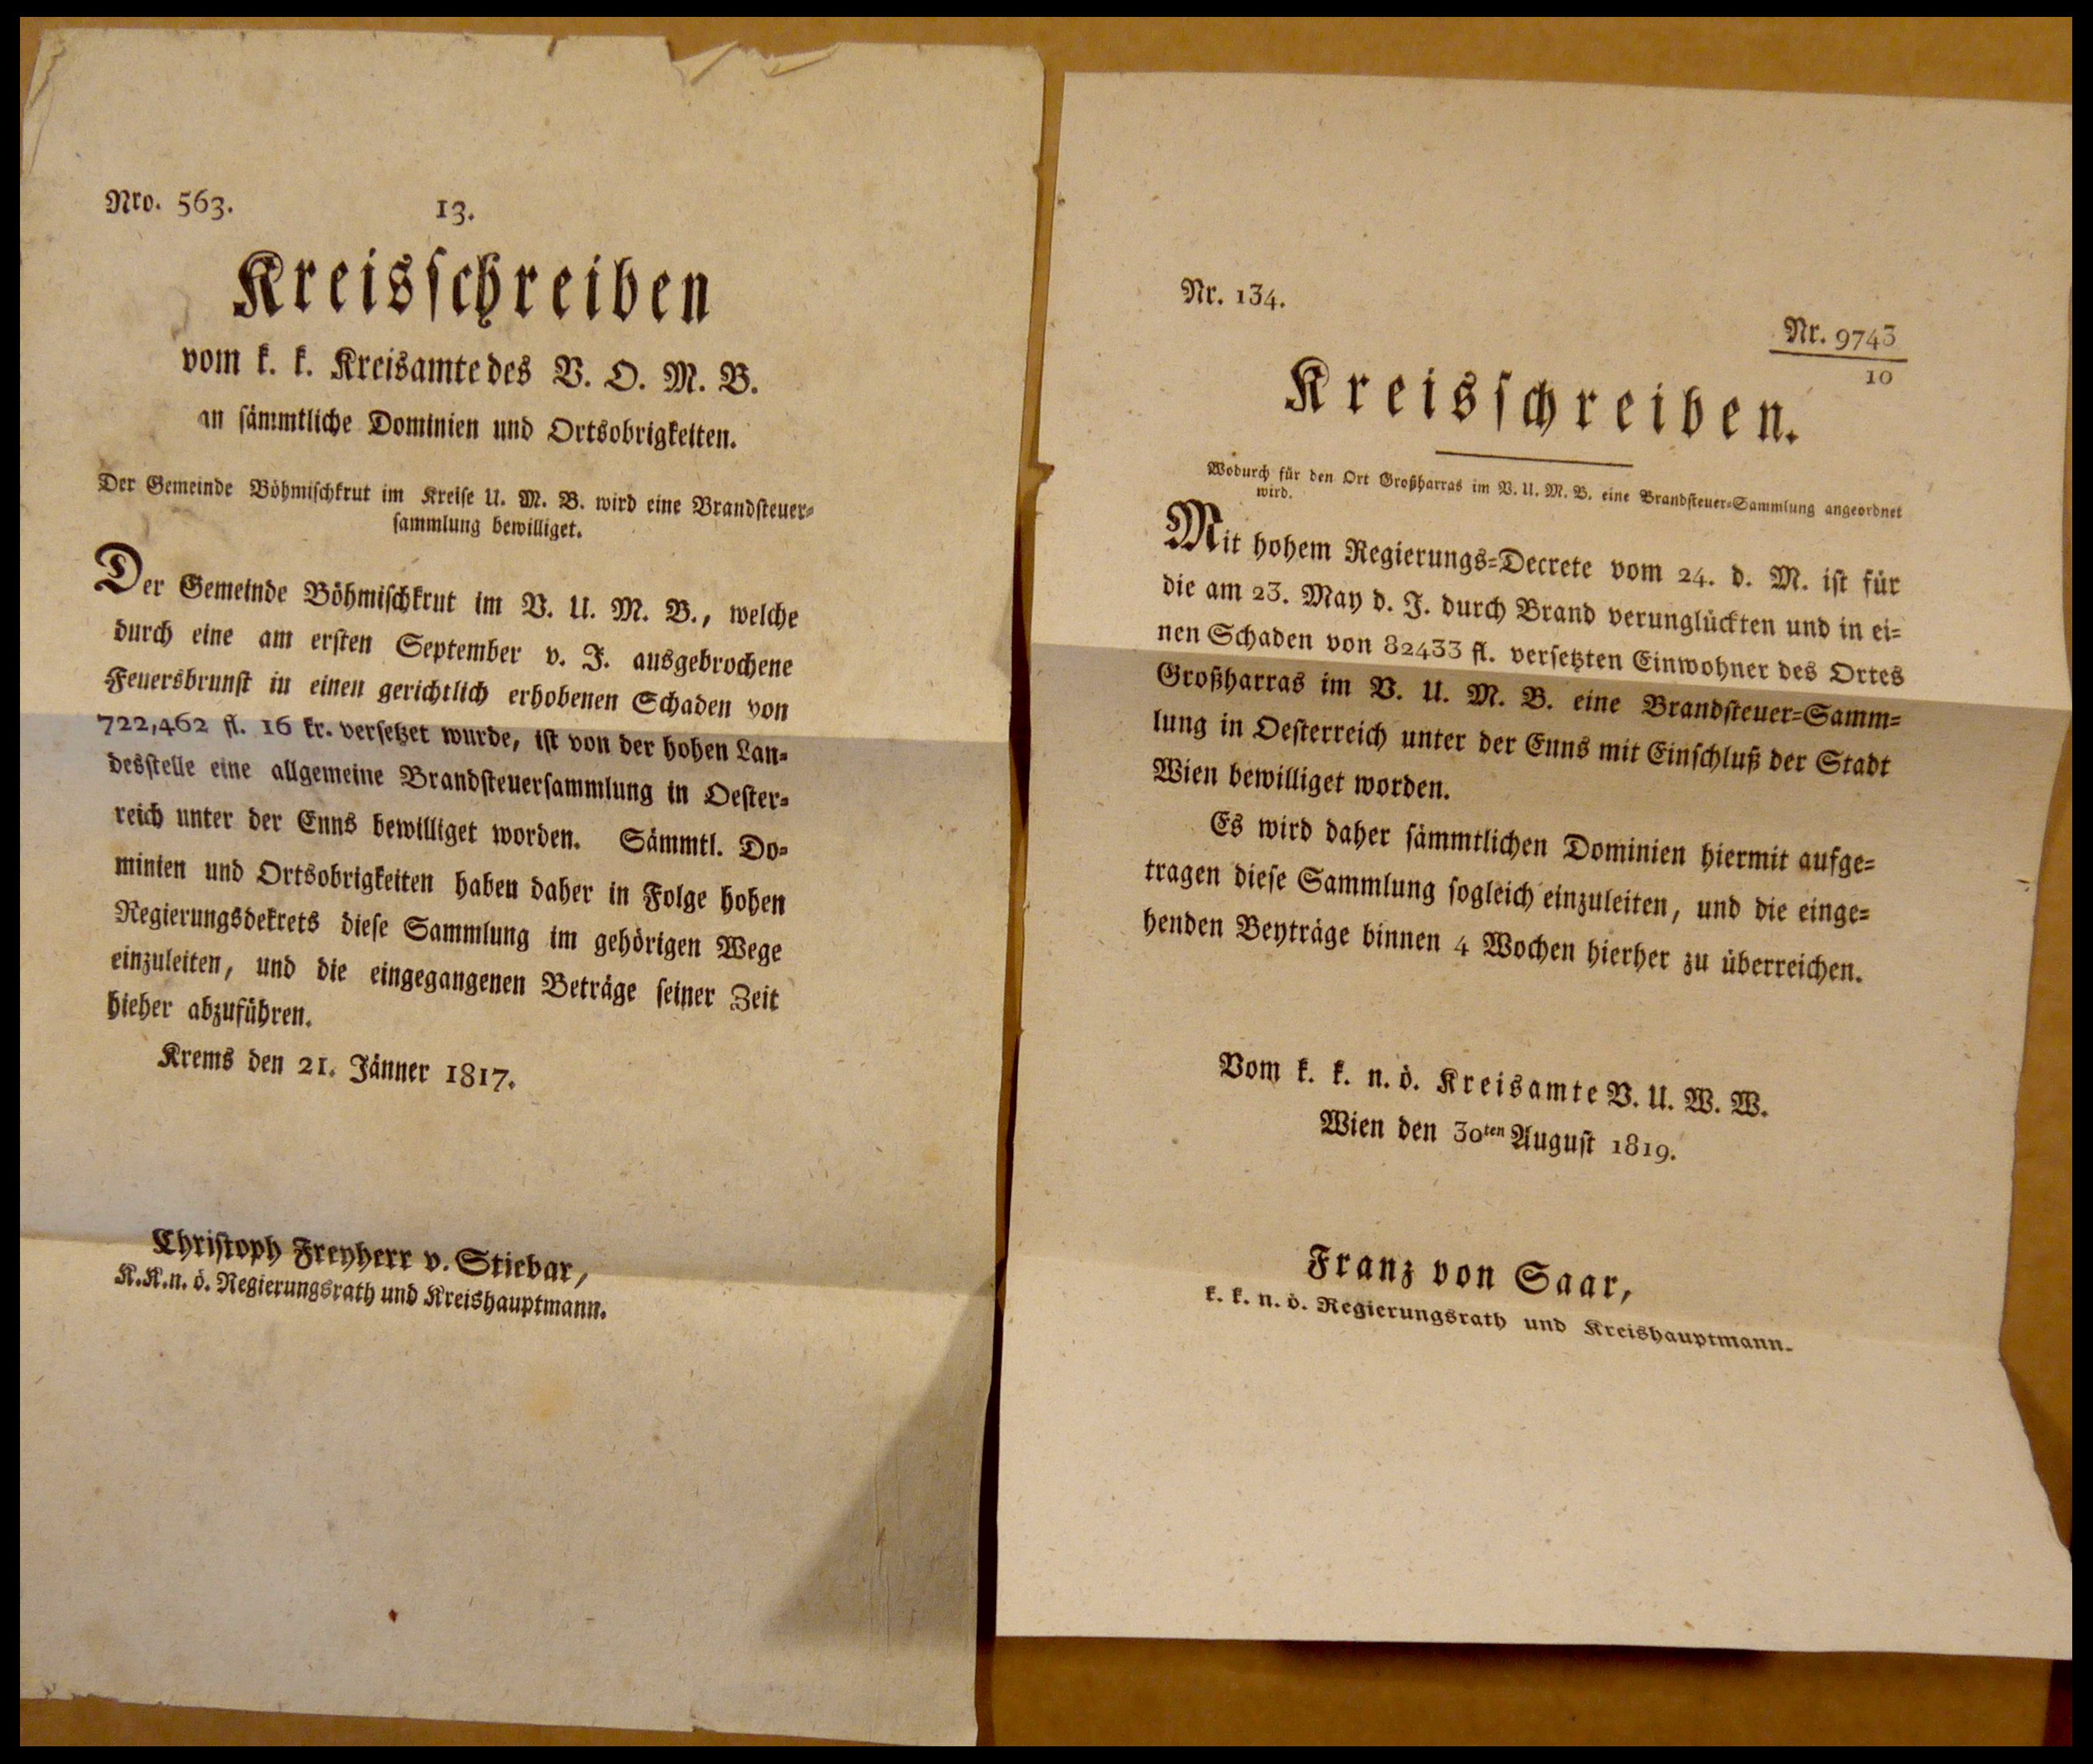 Nro. 563.
13.
Kreisschreiben
vom k. k. Kreisamte des V. O. M. B.
an sämmtliche Dominien und Ortsobrigkeiten.
Der Gemeinde Böhmischkrut im Kreise U. M. B. wird eine Brandsteuer-
sammlung bewilliget.
Der Gemeinde Böhmischkrut im V. U. M. B., welche
durch eine am ersten September v. J. ausgebrochene
Feuersbrunst in einen gerichtlich erhobenen Schaden von
722,462 fl. 16 kr. versetzet wurde, ist von der hohen Lan-
desstelle eine allgemeine Brandsteuersammlung in Oester-
reich unter der Enns bewilliget worden. Sämmtl. Do-
minien und Ortsobrigkeiten haben daher in Folge hohen
Regierungsdekrets diese Sammlung im gehörigen Wege
einzuleiten, und die eingegangenen Beträge seiner Zeit
hieher abzuführen.
Krems den 21. Jänner 1817.
Christoph Freyherr v. Stiebar,
K. K. n. ö. Regierungsrath und Kreishauptmann.
Nr. 134.
Nr. 9743
10
Kreisschreiben.
Wodurch für den Ort Großharras im V. U. M. B. eine Brandsteuer-Sammlung angeordnet
wird.
Mit hohem Regierungs-Decrete vom 24. d. M. ist für
die am 23. May d. J. durch Brand verunglückten und in ei-
nen Schaden von 82433 fl. versetzten Einwohner des Ortes
Großharras im V. U. M. B. eine Brandsteuer-Samm-
lung in Oesterreich unter der Enns mit Einschluß der Stadt
Wien bewilliget worden.
Es wird daher sämmtlichen Dominien hiermit aufge-
tragen diese Sammlung sogleich einzuleiten, und die einge-
henden Beyträge binnen 4 Wochen hierher zu überreichen.
Vom k. k. n. ö. Kreisamte V. U. W. W.
Wien den 30ten August 1819.
Franz von Saar,
k. k. n. ö. Regierungsrath und Kreishauptmann.